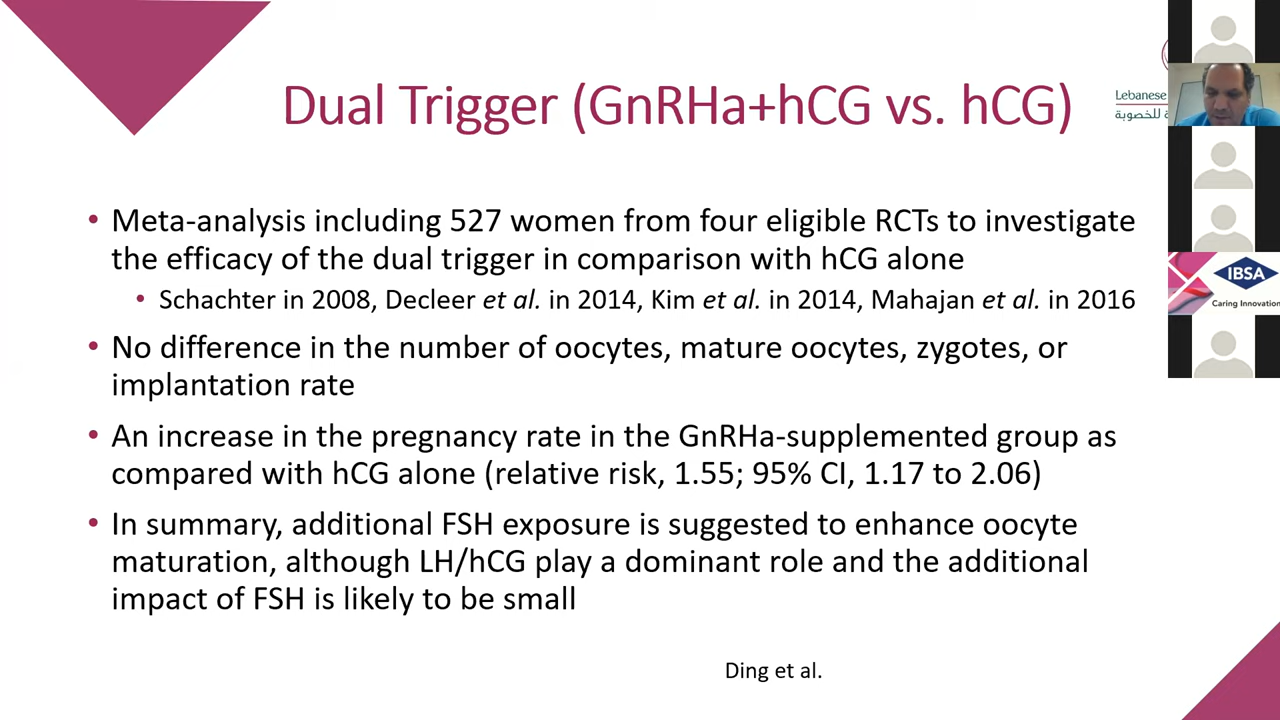 Dual Trigger (GnRHa+hCG vs. hCG)
Lebanese
ة للخصوبة
• Meta-analysis including 527 women from four eligible RCTs to investigate
the efficacy of the dual trigger in comparison with hCG alone
• Schachter in 2008, Decleer et al. in 2014, Kim et al. in 2014, Mahajan et al. in 2016
• No difference in the number of oocytes, mature oocytes, zygotes, or
implantation rate
• An increase in the pregnancy rate in the GnRHa-supplemented group as
compared with hCG alone (relative risk, 1.55; 95% CI, 1.17 to 2.06)
• In summary, additional FSH exposure is suggested to enhance oocyte
maturation, although LH/hCG play a dominant role and the additional
impact of FSH is likely to be small
Ding et al.
IBSA
Caring Innovation